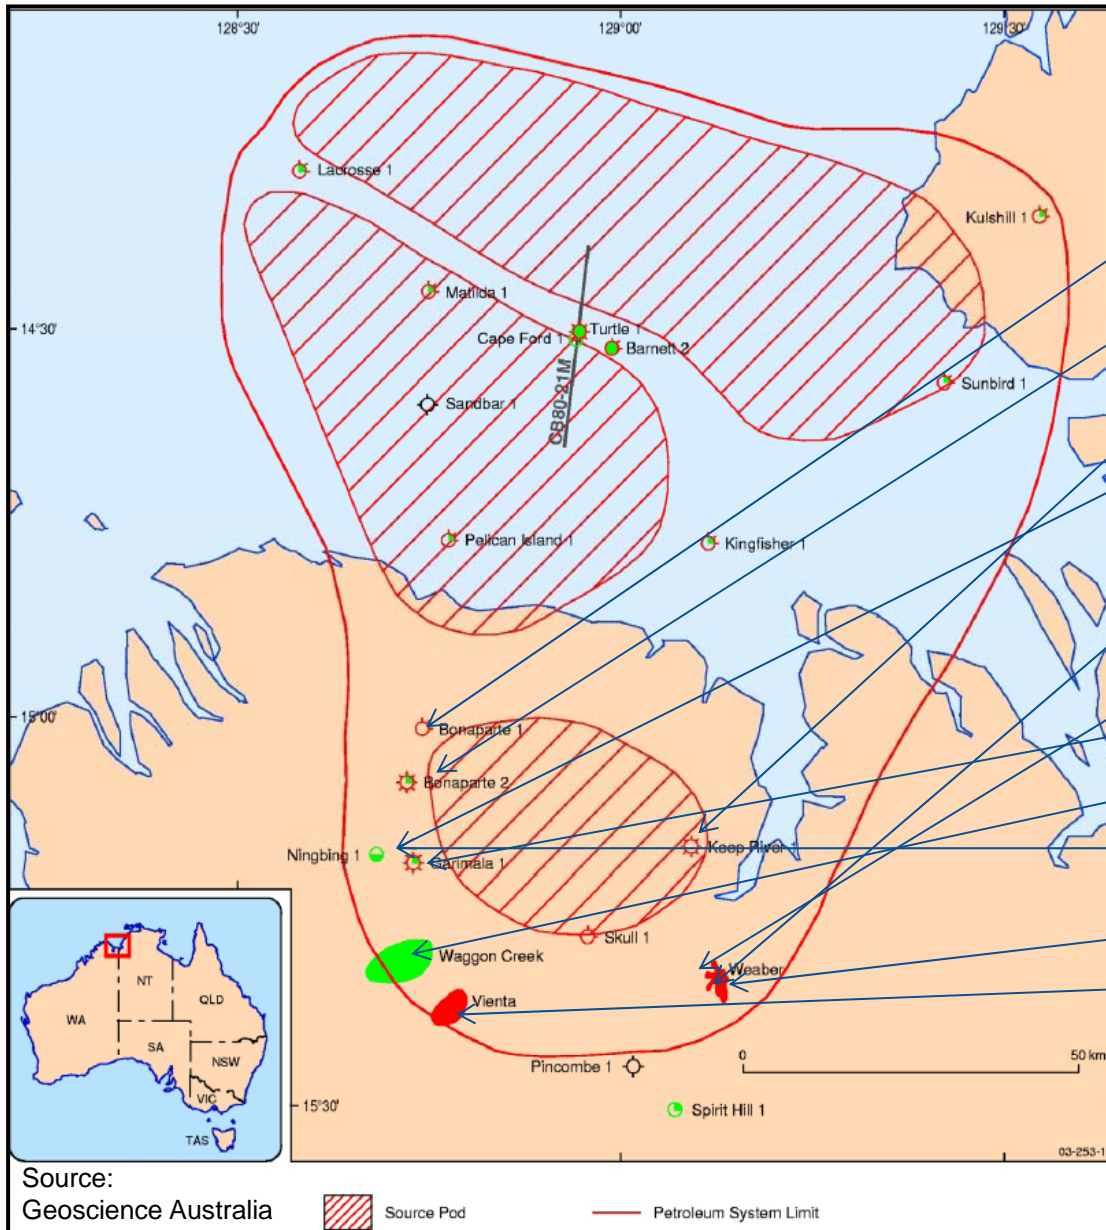 128°30'
129°00'
129°30'
Lacrosse 1
Kulshill 1
Matilda 1
14°30'
Turtle 1
Cape Ford 1
Barnett 2
Sunbird 1
Sandbar 1
CB80-21M
Pelican Island 1
Kingfisher 1
15°00'
Bonaparte 1
Bonaparte 2
Ningbing 1
Garimala 1
Keep River 1
Skull 1
Waggon Creek
Weaber
Vienta
Pincombe 1
0
50 km
15°30'
Spirit Hill 1
NT
QLD
WA
SA
NSW
VIC
TAS
03-253-1
Source:
Geoscience Australia
Source Pod
Petroleum System Limit